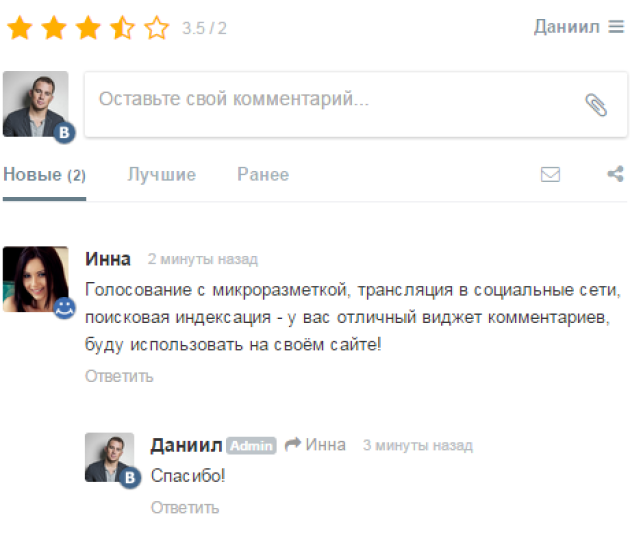 3.5 / 2
Даниил
Оставьте свой комментарий...
В
Новые (2) Лучшие Ранее
Инна 2 минуты назад
Голосование с микроразметкой, трансляция в социальные сети,
поисковая индексация - у вас отличный виджет комментариев,
буду использовать на своём сайте!
Ответить
Даниил Admin Инна 3 минуты назад
Спасибо!
В
Ответить